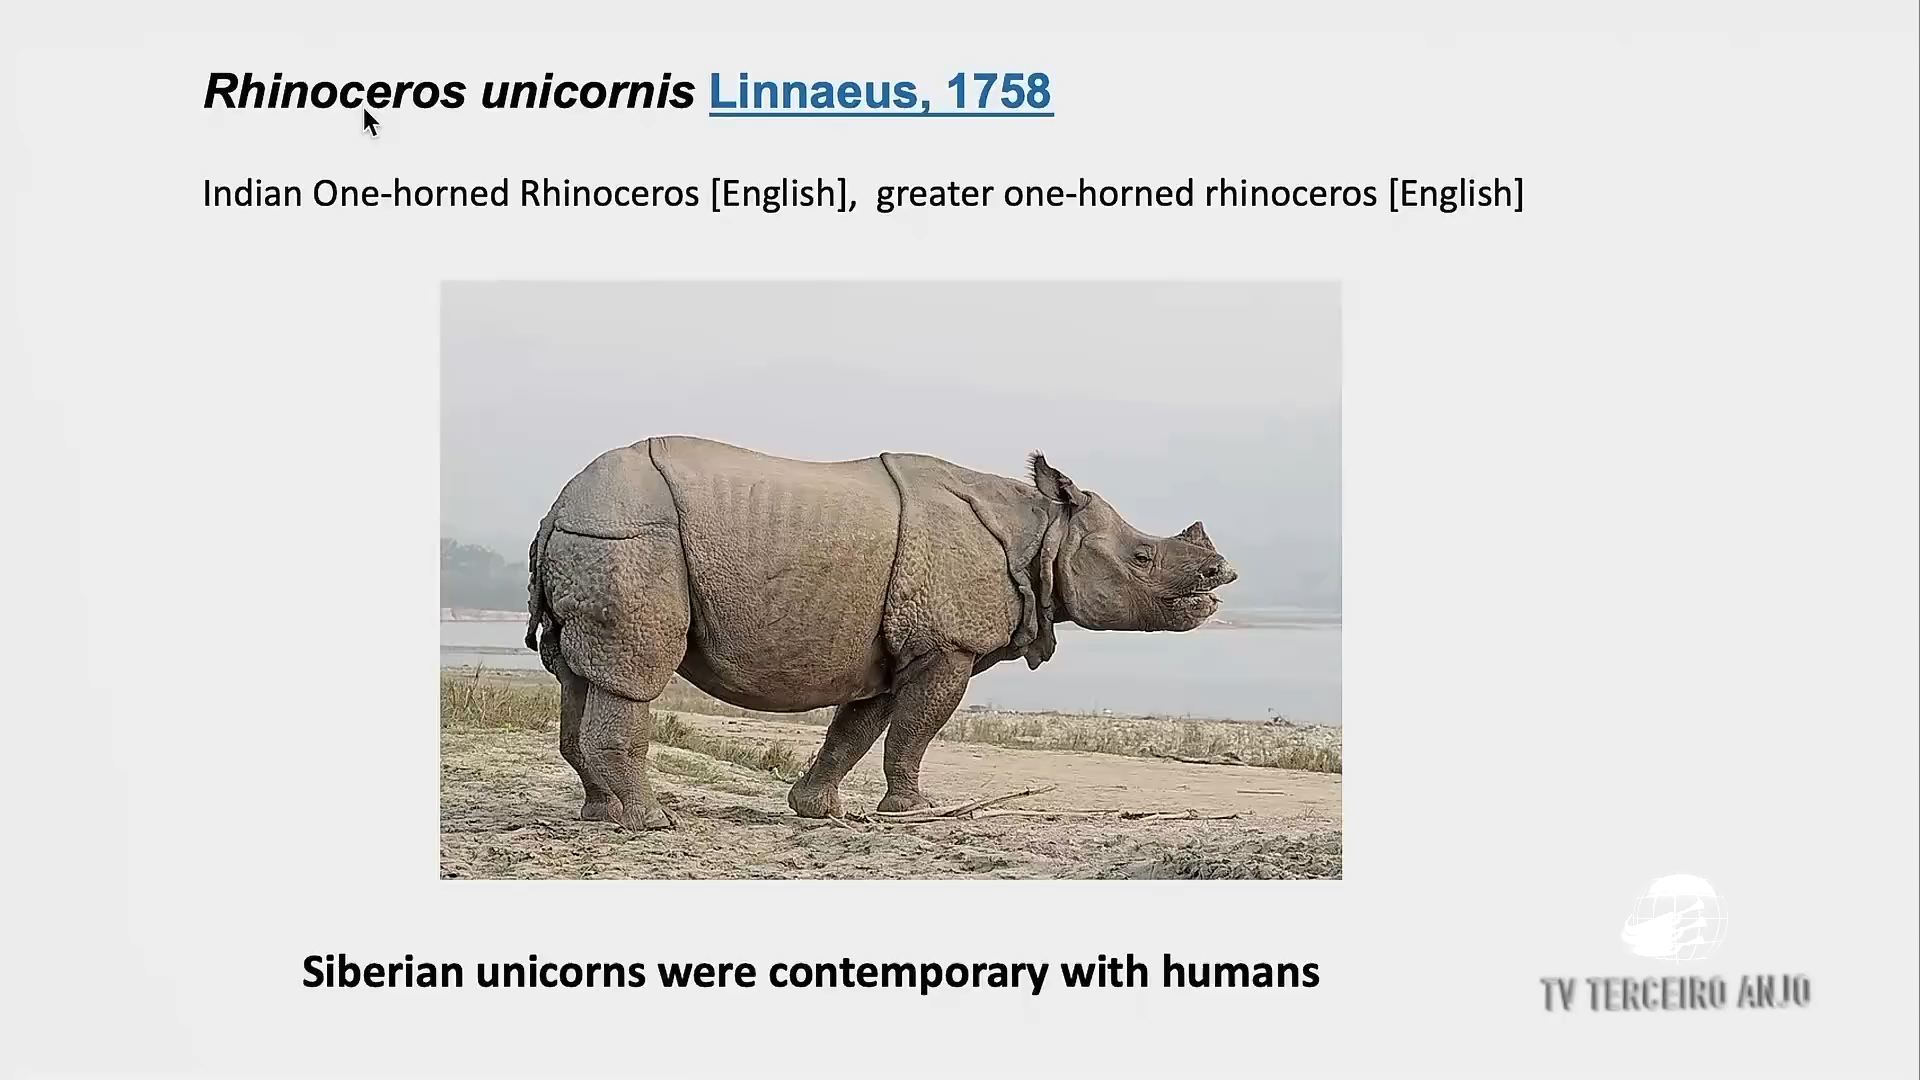 Rhinoceros unicornis Linnaeus, 1758
Indian One-horned Rhinoceros [English], greater one-horned rhinoceros [English]
Siberian unicorns were contemporary with humans
TV TERCEIRO ANJO